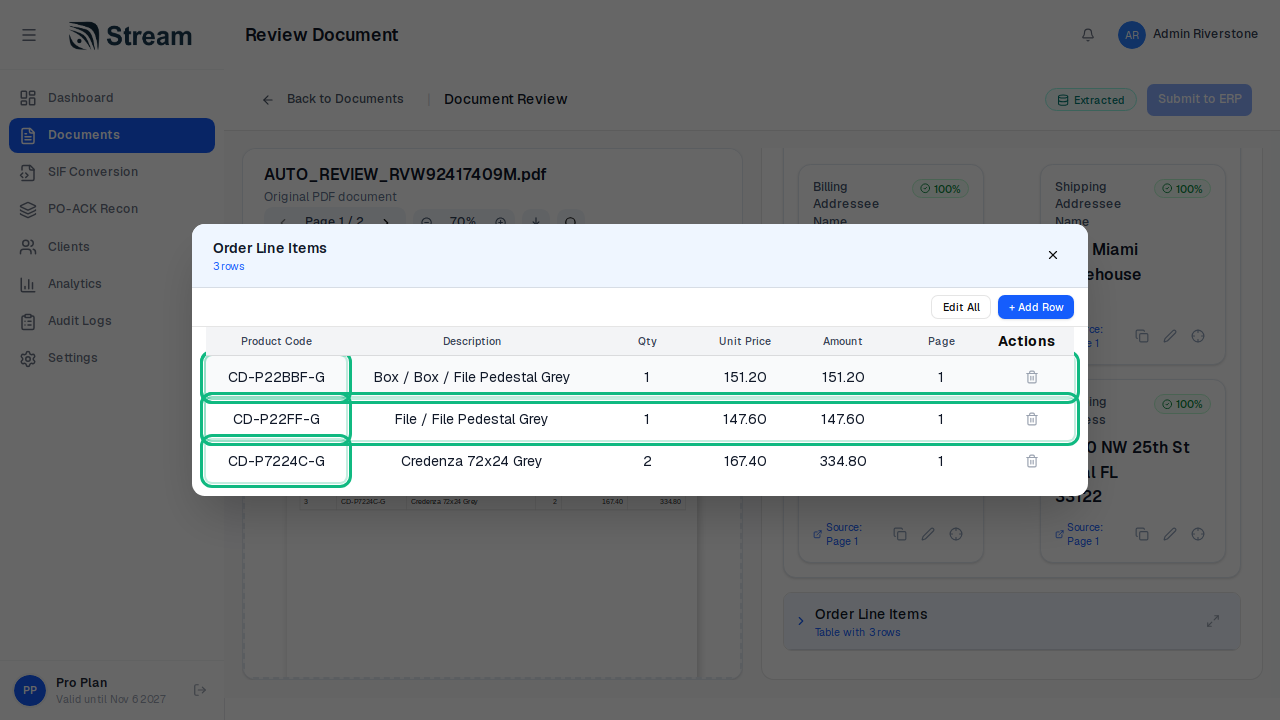 Stream
Review Document
AR
Admin Riverstone
Dashboard
Documents
SIF Conversion
PO-ACK Recon
Clients
Analytics
Audit Logs
Settings
PP
Pro Plan
Valid until Nov 6 2027
Back to Documents
Document Review
Extracted
Submit to ERP
AUTO_REVIEW_RVW92417409M.pdf
Original PDF document
Page 1 / 2
70%
Billing
Addressee
Name
100%
Shipping
Addressee
Name
100%
Miami
Order Line Items
3 rows
Edit All
+ Add Row
Product Code Description Qty Unit Price Amount Page Actions
CD-P22BBF-G Box / Box / File Pedestal Grey 1 151.20 151.20 1
CD-P22FF-G File / File Pedestal Grey 1 147.60 147.60 1
CD-P7224C-G Credenza 72x24 Grey 2 167.40 334.80 1
3 CD-P7224C-G Credenza 72x24 Grey 2 167.40 334.80
100%
NW 25th St
FL
33122
Source:
Page 1
Source:
Page 1
Order Line Items
Table with 3 rows